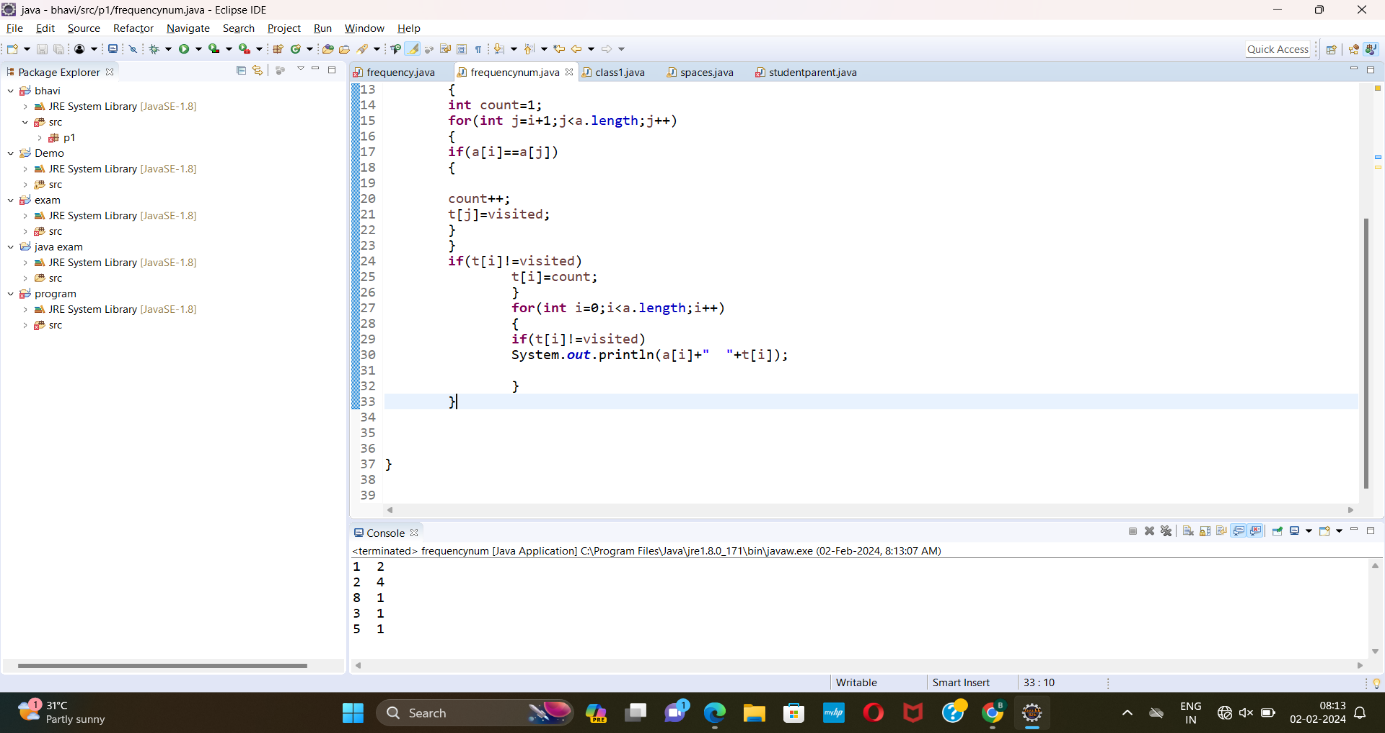 java - bhavi/src/p1/frequencynum.java - Eclipse IDE
File Edit Source Refactor Navigate Search Project Run Window Help
Quick Access
Package Explorer
bhavi
JRE System Library [JavaSE-1.8]
src
p1
Demo
JRE System Library [JavaSE-1.8]
src
exam
JRE System Library [JavaSE-1.8]
src
java exam
JRE System Library [JavaSE-1.8]
src
program
JRE System Library [JavaSE-1.8]
src
frequency.java frequencynum.java class1.java spaces.java studentparent.java
13 {
14 int count=1;
15 for(int j=i+1;j<a.length;j++)
16 {
17 if(a[i]==a[j])
18 {
19
20 count++;
21 t[j]=visited;
22 }
23 }
24 if(t[i]!=visited)
25 t[i]=count;
26 }
27 for(int i=0;i<a.length;i++)
28 {
29 if(t[i]!=visited)
30 System.out.println(a[i]+"  "+t[i]);
31
32 }
33 }
34
35
36
37 }
38
39
Console
<terminated> frequencynum [Java Application] C:\Program Files\Java\jre1.8.0_171\bin\javaw.exe (02-Feb-2024, 8:13:07 AM)
1  2
2  4
8  1
3  1
5  1
Writable Smart Insert 33 : 10
1
31°C
Partly sunny
Search
PRE
1
myhp
B
ENG
IN
08:13
02-02-2024